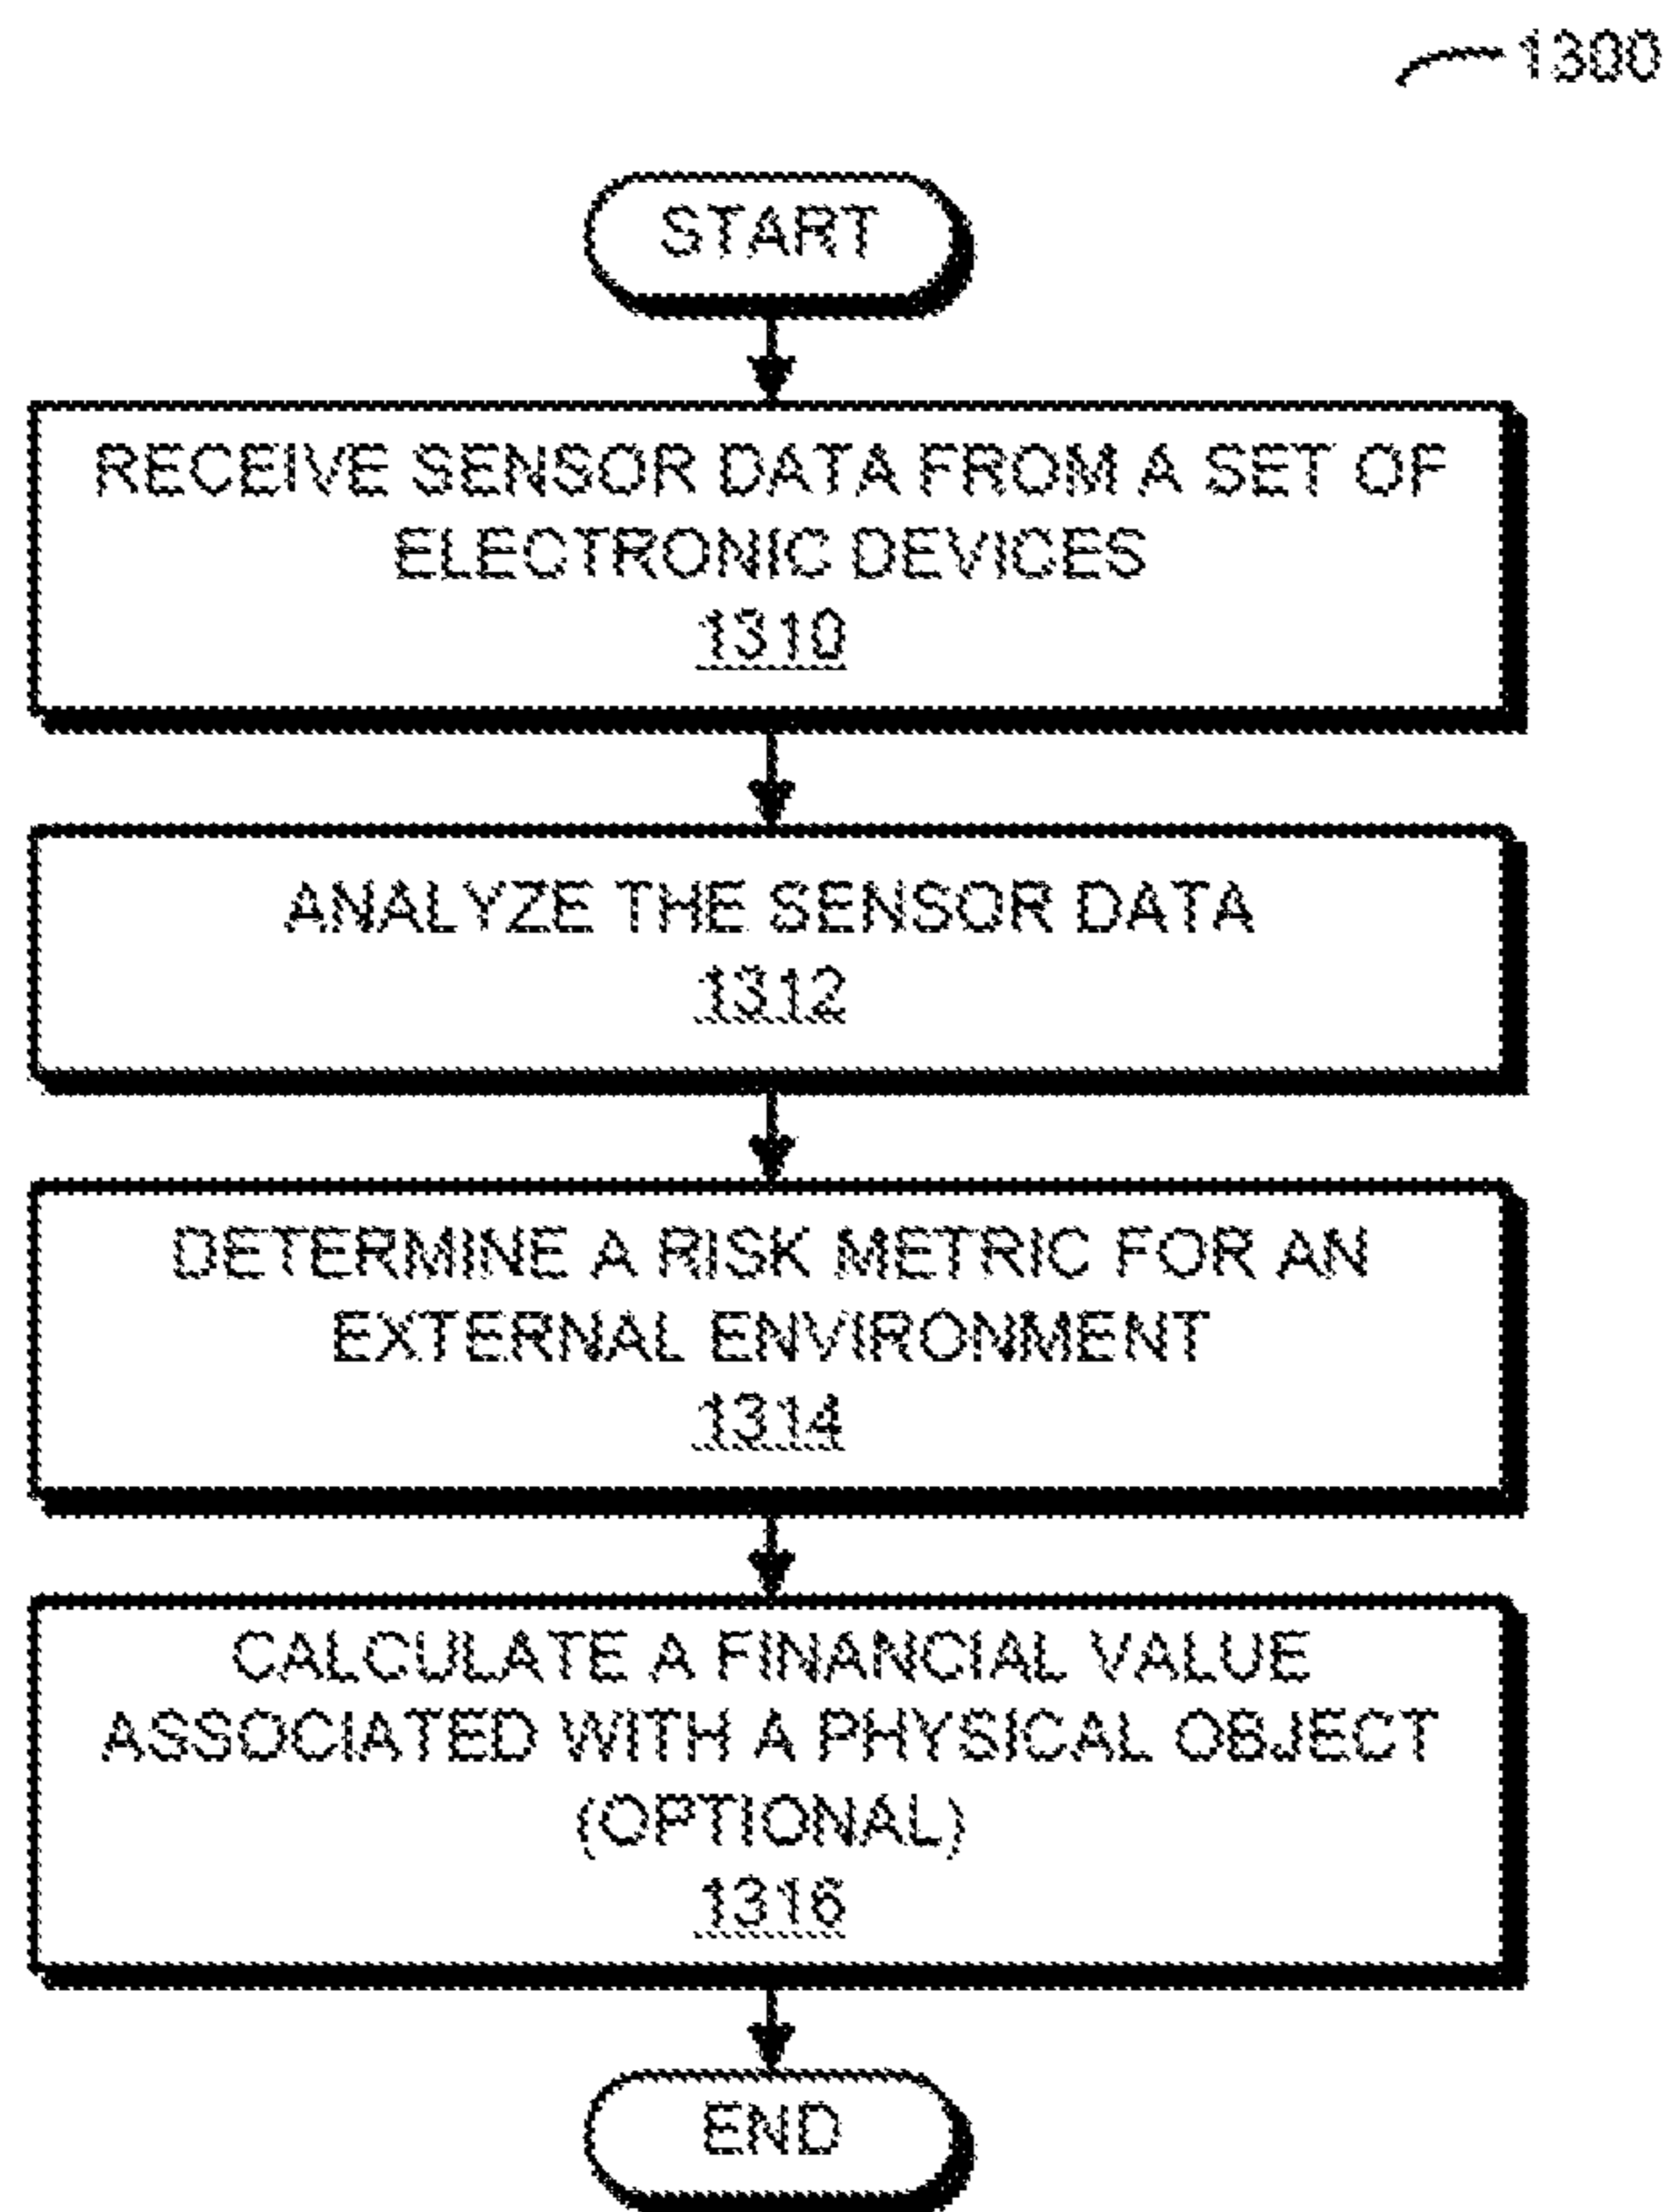 1300
START
RECEIVE SENSOR DATA FROM A SET OF
ELECTRONIC DEVICES
1310
ANALYZE THE SENSOR DATA
1312
DETERMINE A RISK METRIC FOR AN
EXTERNAL ENVIRONMENT
1314
CALCULATE A FINANCIAL VALUE
ASSOCIATED WITH A PHYSICAL OBJECT
(OPTIONAL)
1316
END